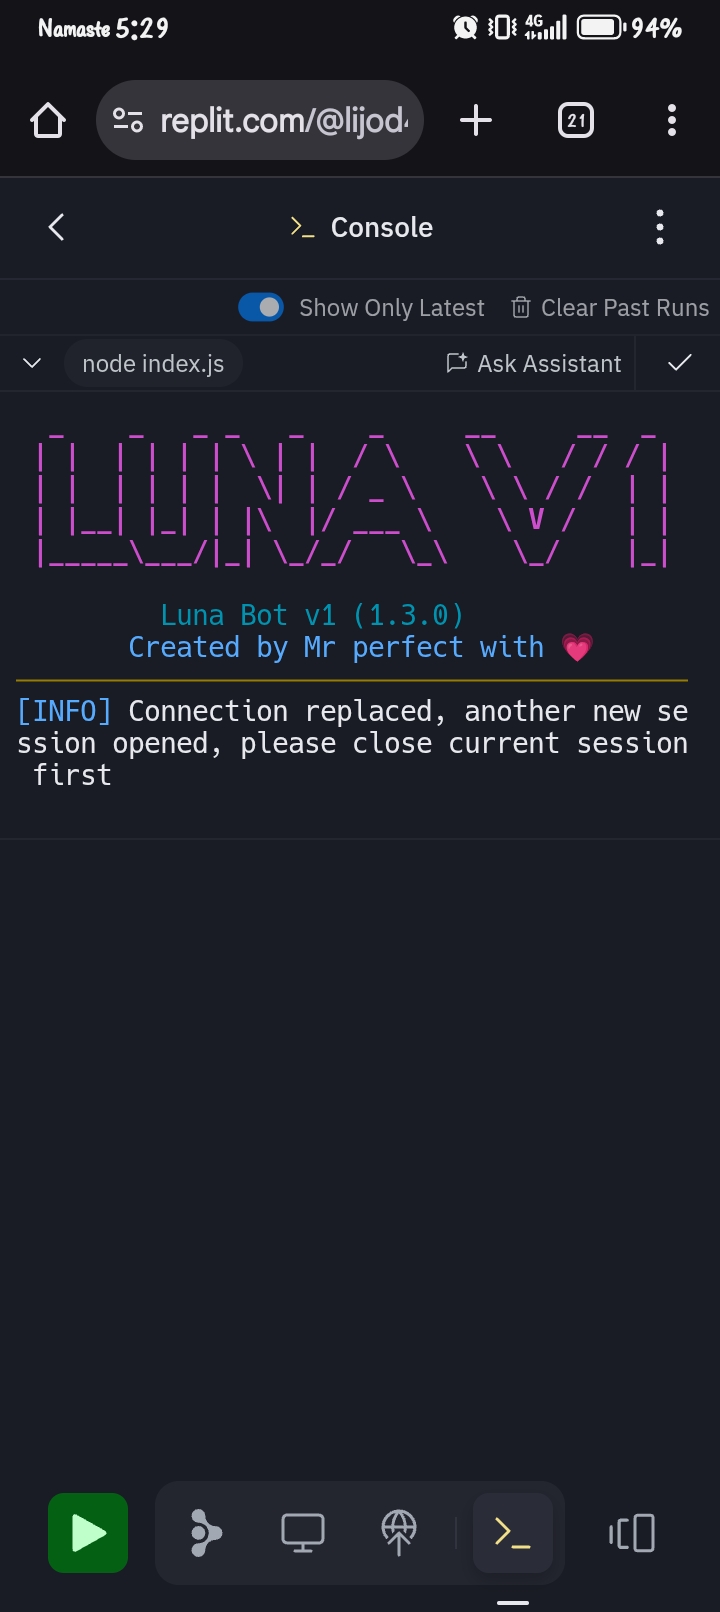 Namaste 5:29
4G
94%
replit.com/@lijod
21
Console
Show Only Latest
Clear Past Runs
node index.js
Ask Assistant
LUNA V1
Luna Bot v1 (1.3.0)
Created by Mr perfect with 💗
[INFO] Connection replaced, another new se
ssion opened, please close current session
first